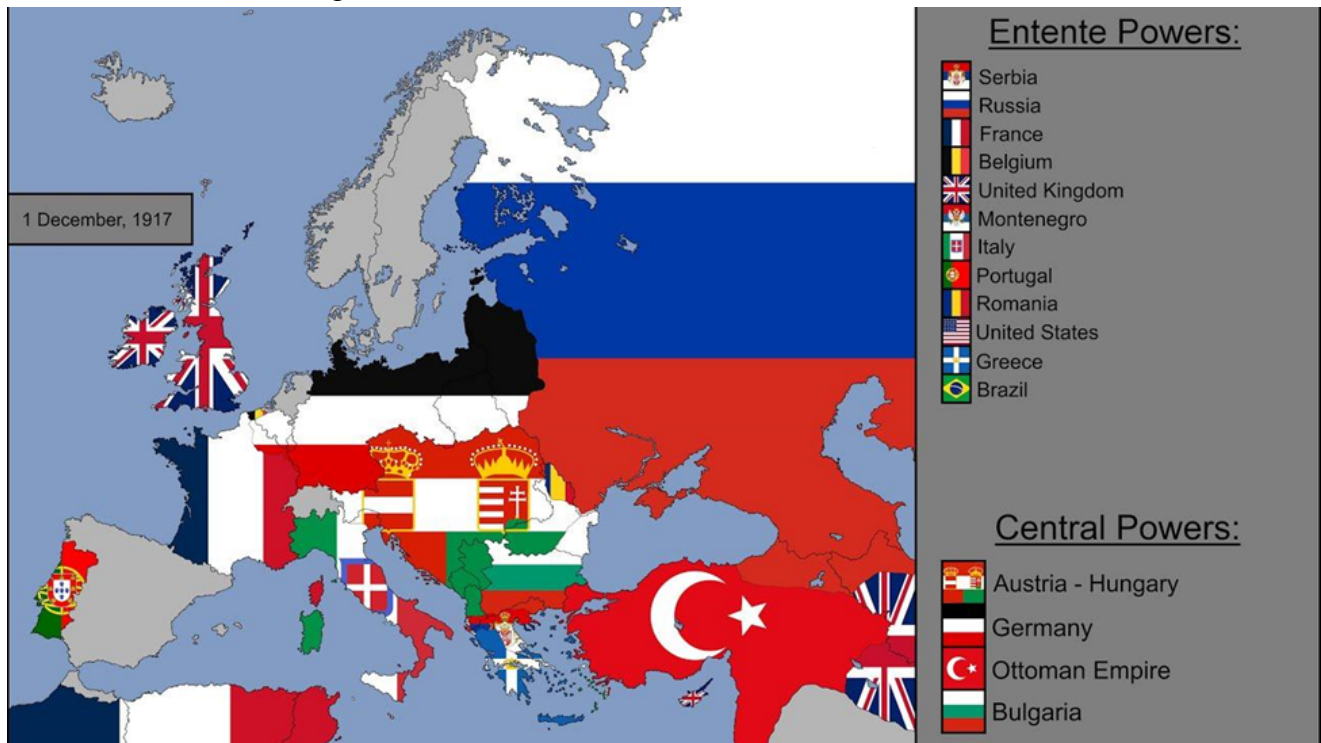 1 December, 1917
Entente Powers:
Serbia
Russia
France
Belgium
United Kingdom
Montenegro
Italy
Portugal
Romania
United States
Greece
Brazil
Central Powers:
Austria - Hungary
Germany
Ottoman Empire
Bulgaria